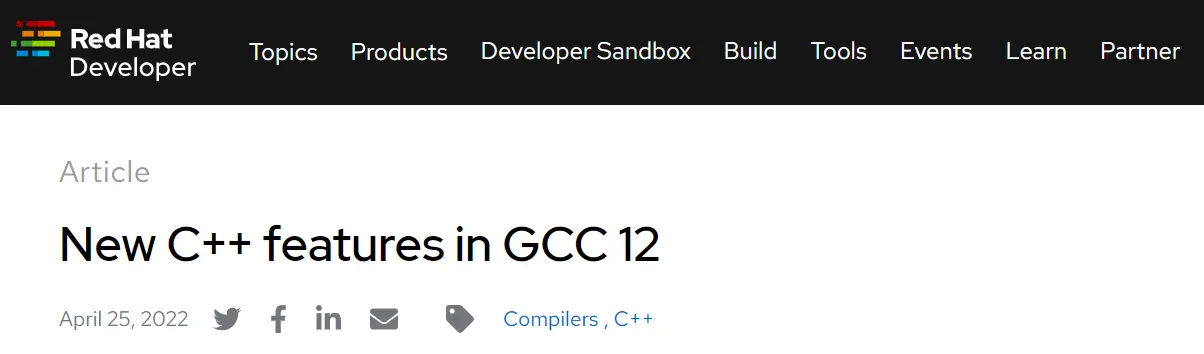 Red Hat
Developer
Topics Products Developer Sandbox Build Tools Events Learn Partner
Article
New C++ features in GCC 12
April 25, 2022 Compilers , C++